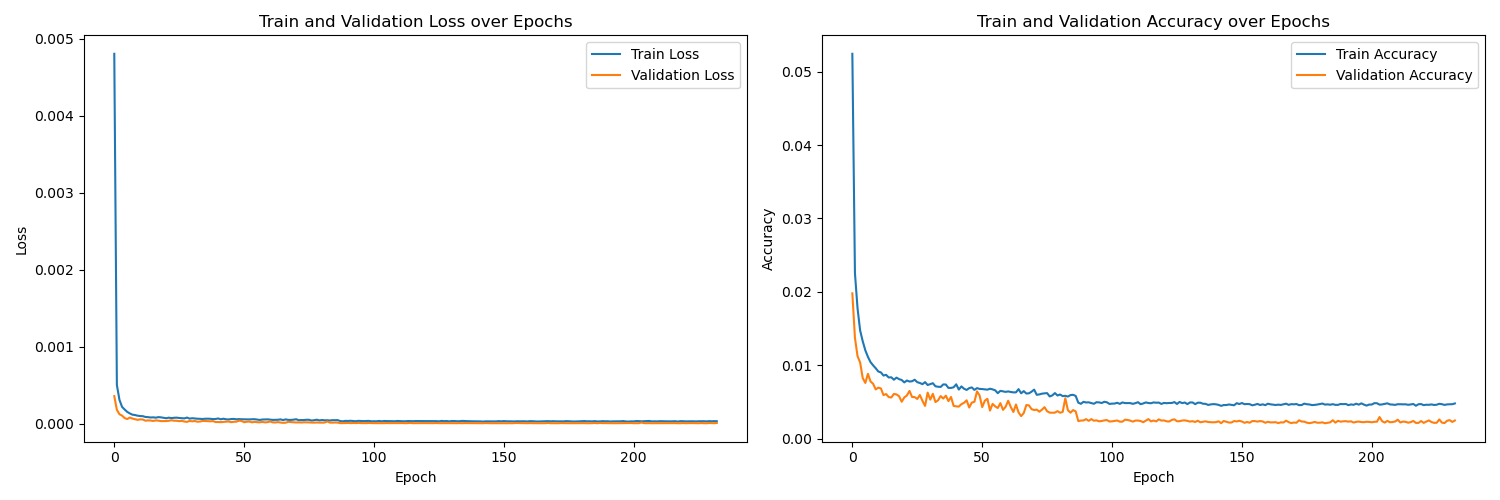 Train and Validation Loss over Epochs
Train Loss
Validation Loss
0.005
0.004
0.003
0.002
0.001
0.000
Loss
0
50
100
150
200
Epoch
Train and Validation Accuracy over Epochs
Train Accuracy
Validation Accuracy
0.05
0.04
0.03
0.02
0.01
0.00
Accuracy
0
50
100
150
200
Epoch